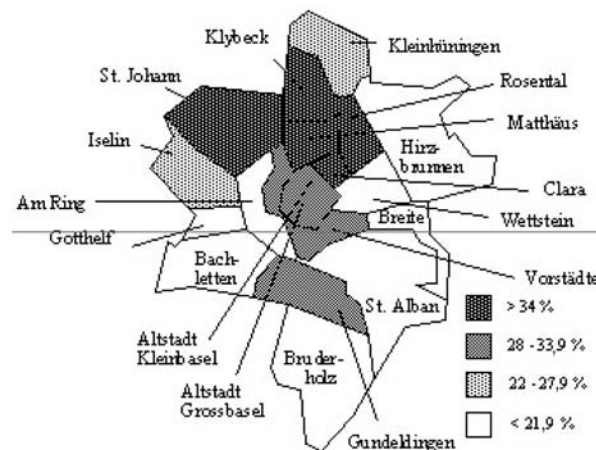 Klybeck
Kleinhüningen
St. Johann
Rosental
Iselin
Matthäus
Hirz-
brunnen
Clara
Am Ring
Breite
Wettstein
Gotthelf
Bach-
letten
Vorstädte
St. Alban
Altstadt
Kleinbasel
Bruder-
holz
Altstadt
Grossbasel
Gundeldingen
> 34 %
28 -33,9 %
22 -27,9 %
< 21,9 %